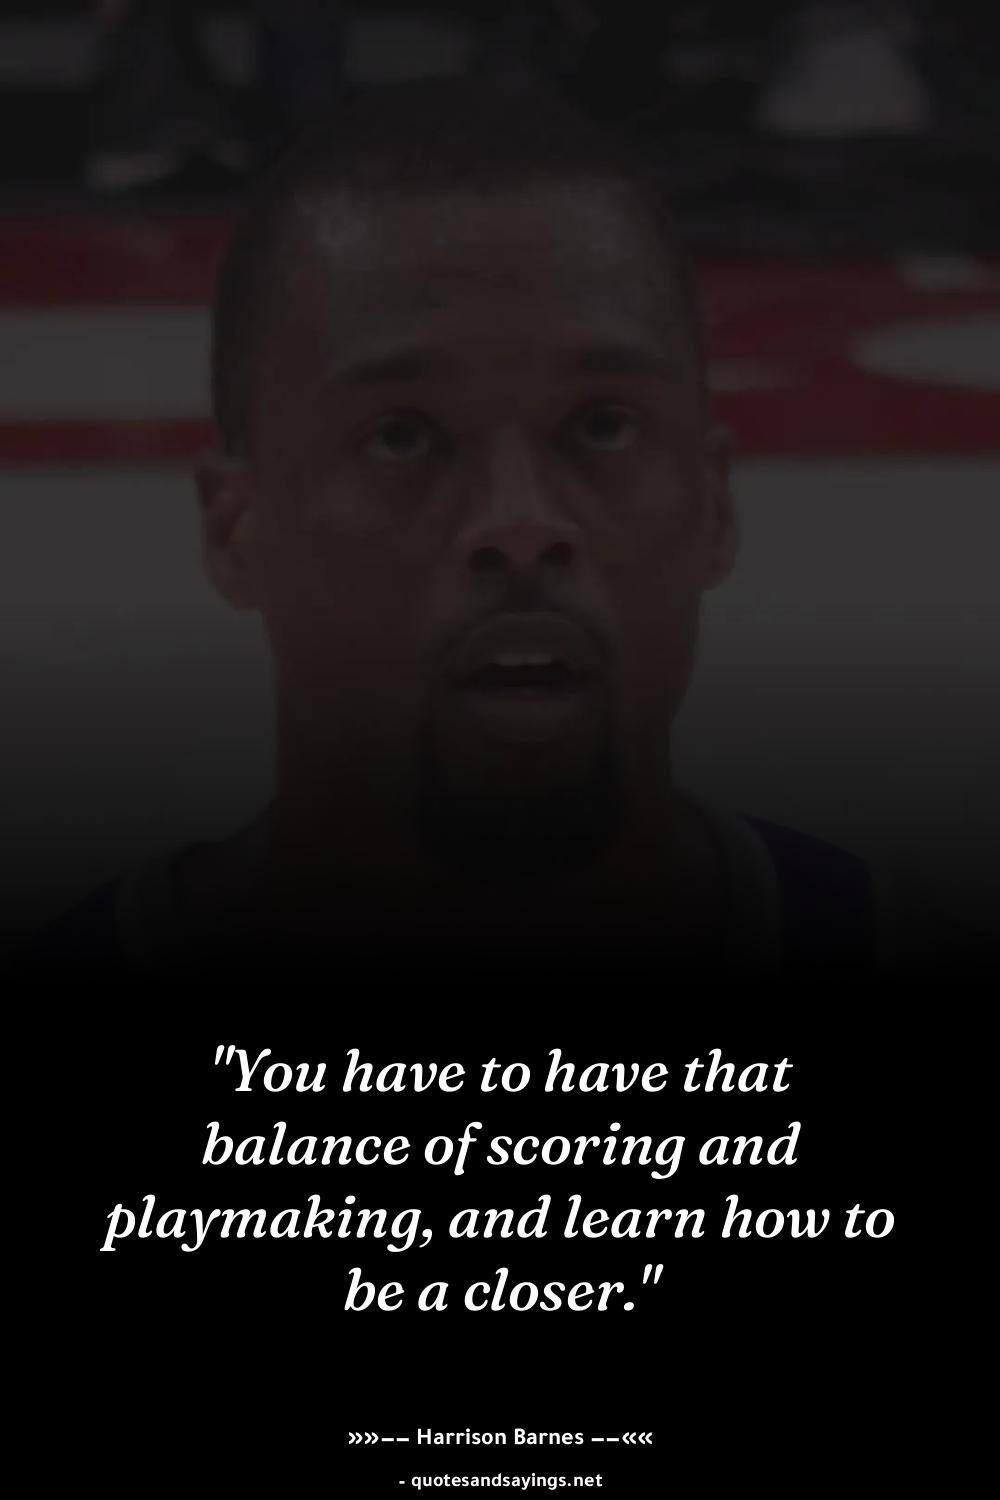 "You have to have that
balance of scoring and
playmaking, and learn how to
be a closer."
»»−− Harrison Barnes −−««
- quotesandsayings.net